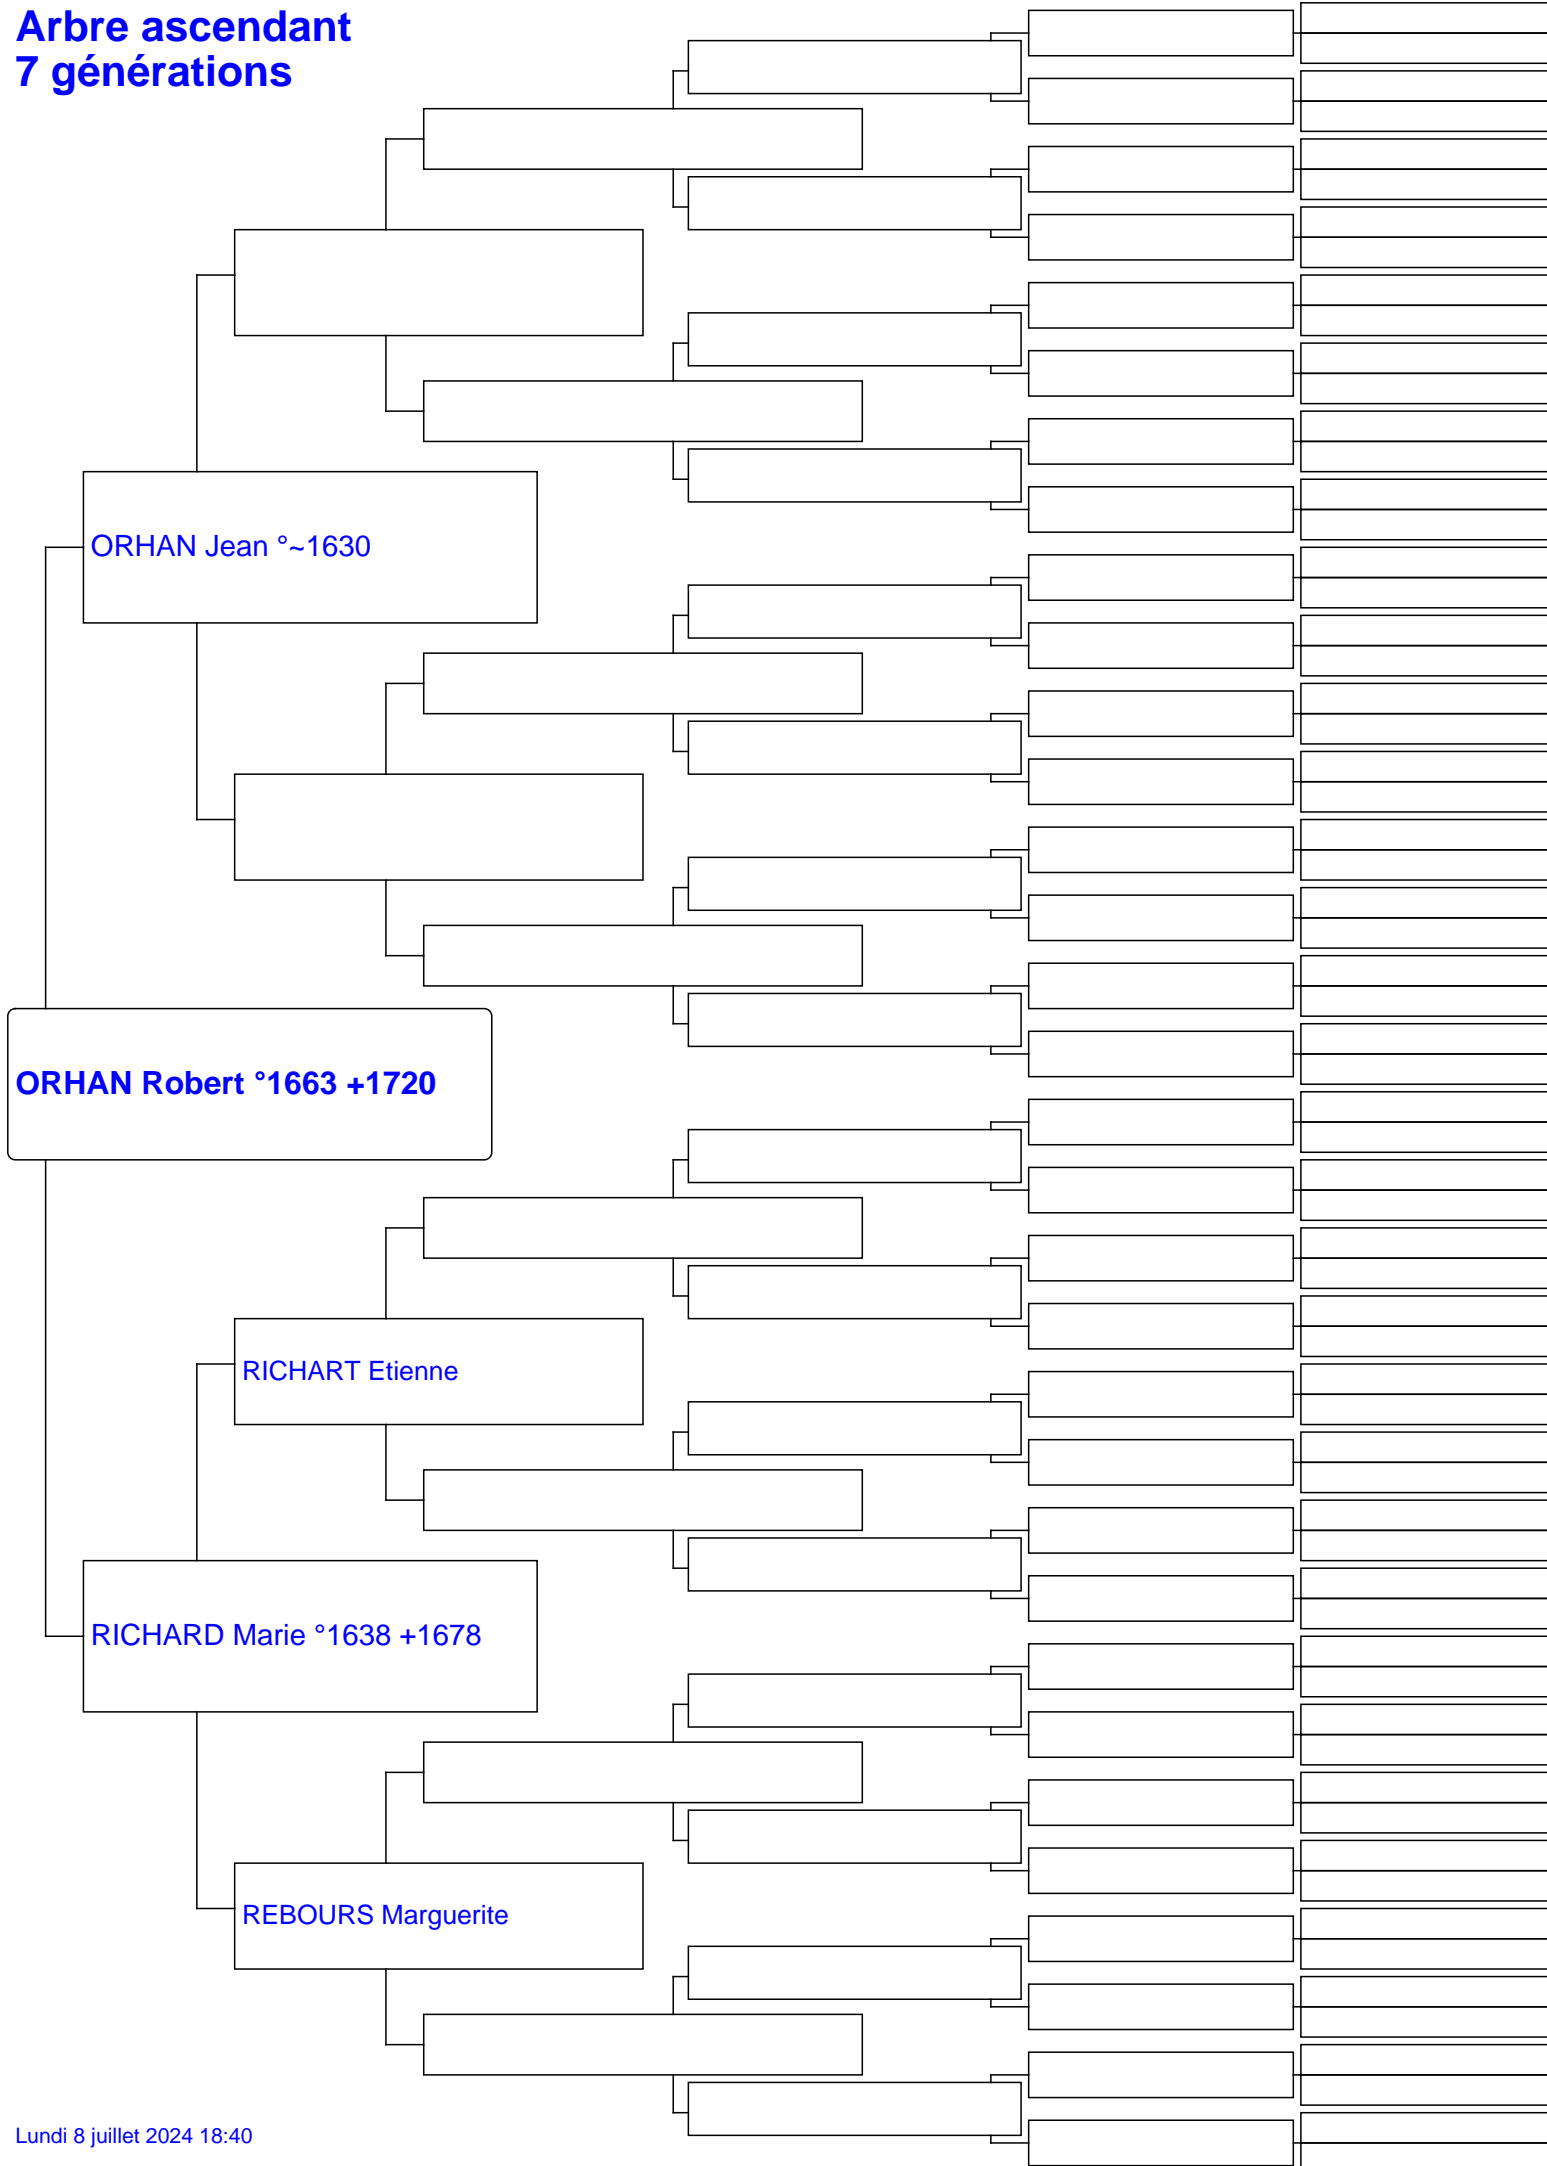 Arbre ascendant
7 générations
ORHAN Jean °~1630
ORHAN Robert °1663 +1720
RICHART Etienne
RICHARD Marie °1638 +1678
REBOURS Marguerite
Lundi 8 juillet 2024 18:40